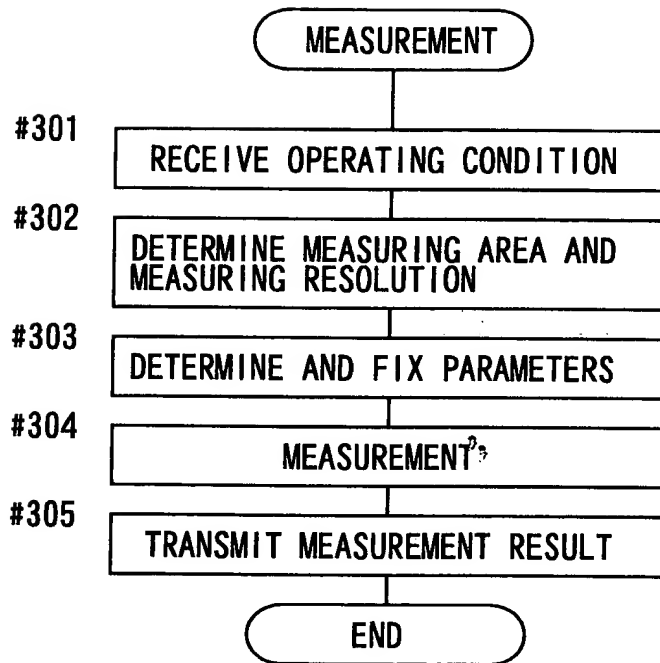 MEASUREMENT
#301
RECEIVE OPERATING CONDITION
#302
DETERMINE MEASURING AREA AND
MEASURING RESOLUTION
#303
DETERMINE AND FIX PARAMETERS
#304
MEASUREMENT
#305
TRANSMIT MEASUREMENT RESULT
END